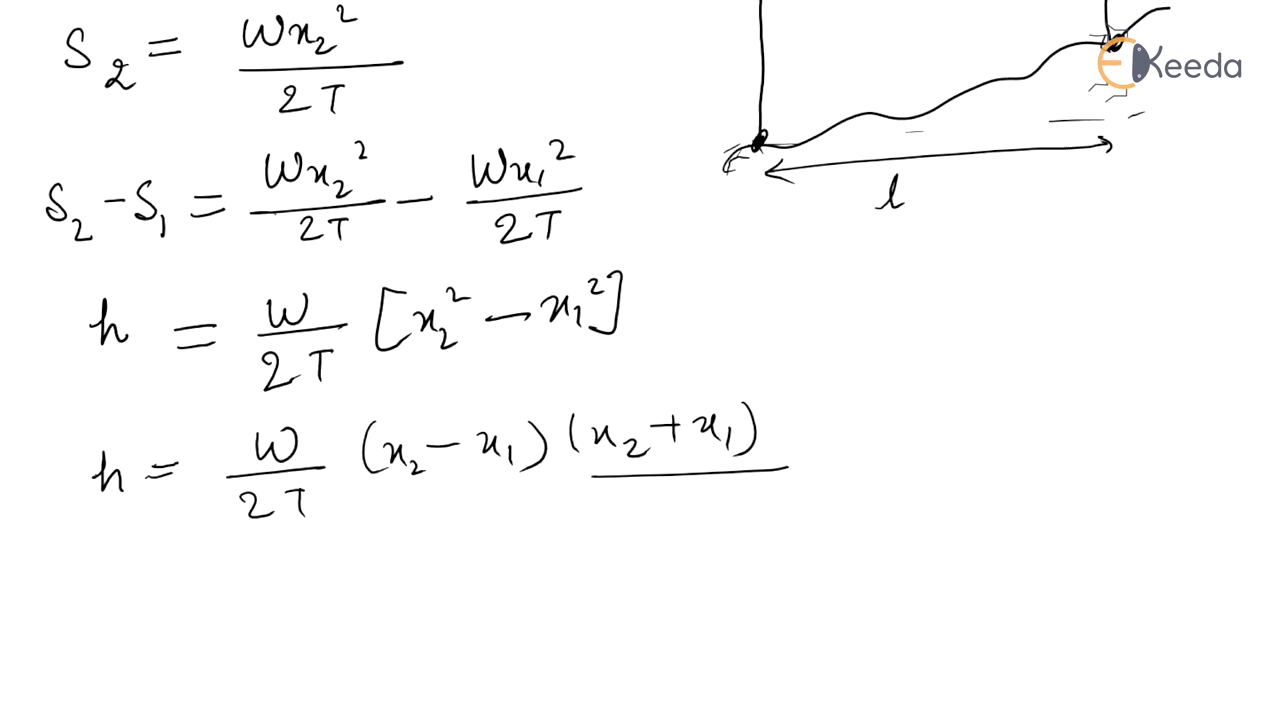 S₂ = Wx₂² / 2T
EKeeda
S₂ - S₁ = Wx₂² / 2T - Wx₁² / 2T
l
h = W / 2T [x₂² - x₁²]
h = W / 2T (x₂ - x₁) (x₂ + x₁)